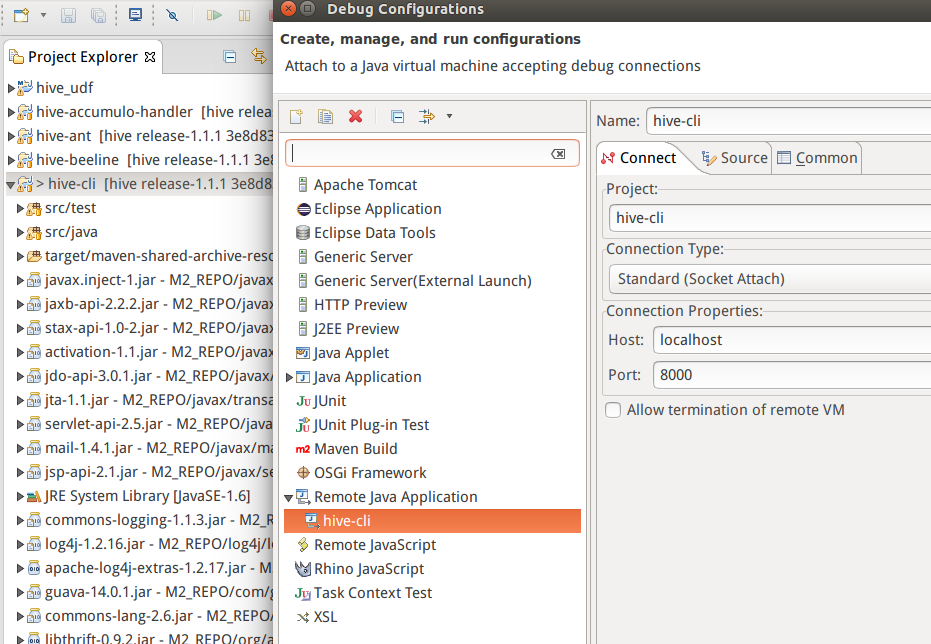 Debug Configurations
Create, manage, and run configurations
Attach to a Java virtual machine accepting debug connections
Project Explorer
hive_udf
hive-accumulo-handler [hive relea
hive-ant [hive release-1.1.1 3e8d83
hive-beeline [hive release-1.1.1 3e8
> hive-cli [hive release-1.1.1 3e8d8
src/test
src/java
target/maven-shared-archive-reso
javax.inject-1.jar - M2_REPO/javax
jaxb-api-2.2.2.jar - M2_REPO/javax
stax-api-1.0-2.jar - M2_REPO/javax
activation-1.1.jar - M2_REPO/javax
jdo-api-3.0.1.jar - M2_REPO/javax/
jta-1.1.jar - M2_REPO/javax/transa
servlet-api-2.5.jar - M2_REPO/java
mail-1.4.1.jar - M2_REPO/javax/ma
jsp-api-2.1.jar - M2_REPO/javax/se
JRE System Library [JavaSE-1.6]
commons-logging-1.1.3.jar - M2_R
log4j-1.2.16.jar - M2_REPO/log4j/l
apache-log4j-extras-1.2.17.jar - M
guava-14.0.1.jar - M2_REPO/com/g
commons-lang-2.6.jar - M2_REPO/
libthrift-0.9.2.jar - M2_REPO/org/a
Apache Tomcat
Eclipse Application
Eclipse Data Tools
Generic Server
Generic Server(External Launch)
HTTP Preview
J2EE Preview
Java Applet
Java Application
JUnit
JUnit Plug-in Test
Maven Build
OSGi Framework
Remote Java Application
hive-cli
Remote JavaScript
Rhino JavaScript
Task Context Test
XSL
Name: hive-cli
Connect Source Common
Project:
hive-cli
Connection Type:
Standard (Socket Attach)
Connection Properties:
Host: localhost
Port: 8000
Allow termination of remote VM